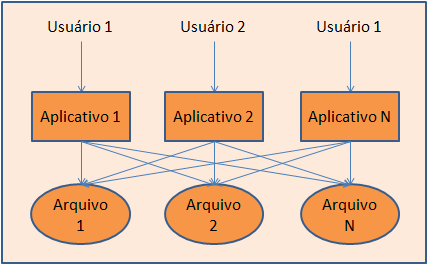 Usuário 1
Usuário 2
Usuário 1
Aplicativo 1
Aplicativo 2
Aplicativo N
Arquivo
1
Arquivo
2
Arquivo
N